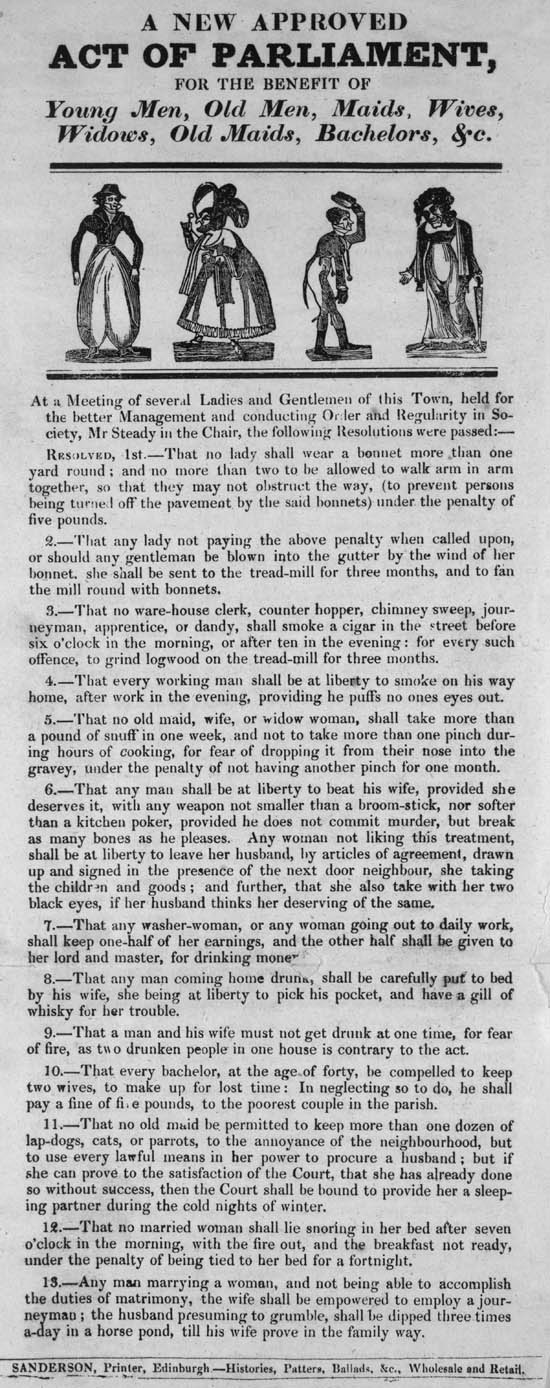 A NEW APPROVED
ACT OF PARLIAMENT,
FOR THE BENEFIT OF
Young Men, Old Men, Maids, Wives,
Widows, Old Maids, Bachelors, &c.
At a Meeting of several Ladies and Gentlemen of this Town, held for
the better Management and conducting Order and Regularity in So-
ciety, Mr Steady in the Chair, the following Resolutions were passed:—
RESOLVED, 1st.—That no lady shall wear a bonnet more than one
yard round; and no more than two to be allowed to walk arm in arm
together, so that they may not obstruct the way, (to prevent persons
being turned off the pavement by the said bonnets) under the penalty of
five pounds.
2.—That any lady not paying the above penalty when called upon,
or should any gentleman be blown into the gutter by the wind of her
bonnet. she shall be sent to the tread-mill for three months, and to fan
the mill round with bonnets.
3.—That no ware-house clerk, counter hopper, chimney sweep, jour-
neyman, apprentice, or dandy, shall smoke a cigar in the street before
six o'clock in the morning, or after ten in the evening: for every such
offence, to grind logwood on the tread-mill for three months.
4.—That every working man shall be at liberty to smoke on his way
home, after work in the evening, providing he puffs no ones eyes out.
5.—That no old maid, wife, or widow woman, shall take more than
a pound of snuff in one week, and not to take more than one pinch dur-
ing hours of cooking, for fear of dropping it from their nose into the
gravey, under the penalty of not having another pinch for one month.
6.—That any man shall be at liberty to beat his wife, provided she
deserves it, with any weapon not smaller than a broom-stick, nor softer
than a kitchen poker, provided he does not commit murder, but break
as many bones as he pleases. Any woman not liking this treatment,
shall be at liberty to leave her husband, by articles of agreement, drawn
up and signed in the presence of the next door neighbour, she taking
the children and goods; and further, that she also take with her two
black eyes, if her husband thinks her deserving of the same.
7.—That any washer-woman, or any woman going out to daily work,
shall keep one-half of her earnings, and the other half shall be given to
her lord and master, for drinking money
8.—That any man coming home drunk, shall be carefully put to bed
by his wife, she being at liberty to pick his pocket, and have a gill of
whisky for her trouble.
9.—That a man and his wife must not get drunk at one time, for fear
of fire, as two drunken people in one house is contrary to the act.
10.—That every bachelor, at the age of forty, be compelled to keep
two wives, to make up for lost time: In neglecting so to do, he shall
pay a fine of five pounds, to the poorest couple in the parish.
11.—That no old maid be permitted to keep more than one dozen of
lap-dogs, cats, or parrots, to the annoyance of the neighbourhood, but
to use every lawful means in her power to procure a husband; but if
she can prove to the satisfaction of the Court, that she has already done
so without success, then the Court shall be bound to provide her a sleep-
ing partner during the cold nights of winter.
12.—That no married woman shall lie snoring in her bed after seven
o'clock in the morning, with the fire out, and the breakfast not ready,
under the penalty of being tied to her bed for a fortnight.
13.—Any man marrying a woman, and not being able to accomplish
the duties of matrimony, the wife shall be empowered to employ a jour-
neyman; the husband presuming to grumble, shall be dipped three times
a-day in a horse pond, till his wife prove in the family way.
SANDERSON, Printer, Edinburgh—Histories, Patters, Ballads, &c., Wholesale and Retail.